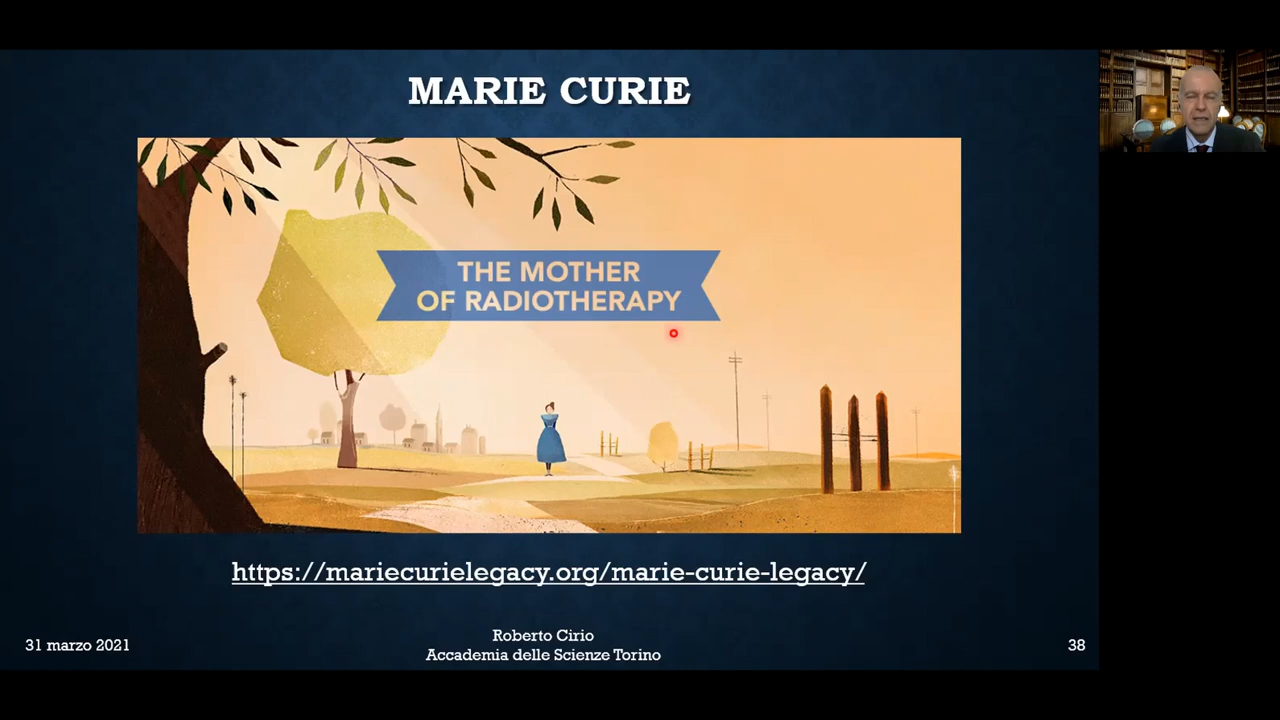 MARIE CURIE
THE MOTHER
OF RADIOTHERAPY
https://mariecurielegacy.org/marie-curie-legacy/
31 marzo 2021
Roberto Cirio
Accademia delle Scienze Torino
38